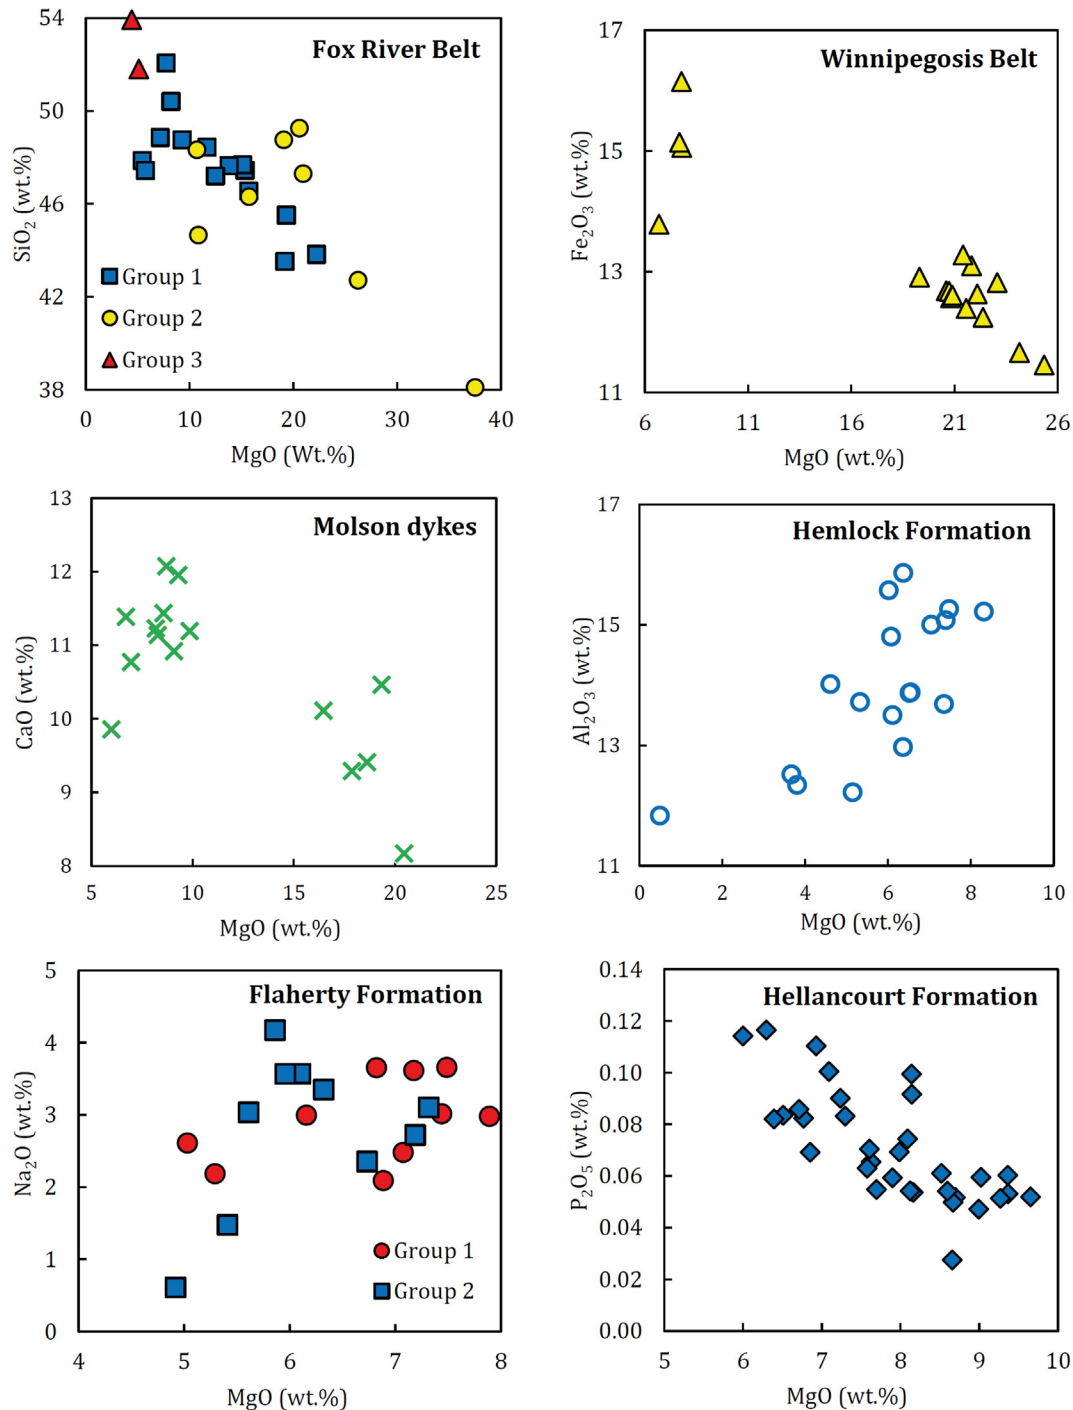 Fox River Belt
SiO2 (wt.%)
54
50
46
42
38
Group 1
Group 2
Group 3
0 10 20 30 40
MgO (Wt.%)
Winnipegosis Belt
Fe2O3 (wt.%)
17
15
13
11
6 11 16 21 26
MgO (wt.%)
Molson dykes
CaO (wt.%)
13
12
11
10
9
8
5 10 15 20 25
MgO (wt.%)
Hemlock Formation
Al2O3 (wt.%)
17
15
13
11
0 2 4 6 8 10
MgO (wt.%)
Flaherty Formation
Na2O (wt.%)
5
4
3
2
1
0
Group 1
Group 2
4 5 6 7 8
MgO (wt.%)
Hellancourt Formation
P2O5 (wt.%)
0.14
0.12
0.10
0.08
0.06
0.04
0.02
0.00
5 6 7 8 9 10
MgO (wt.%)